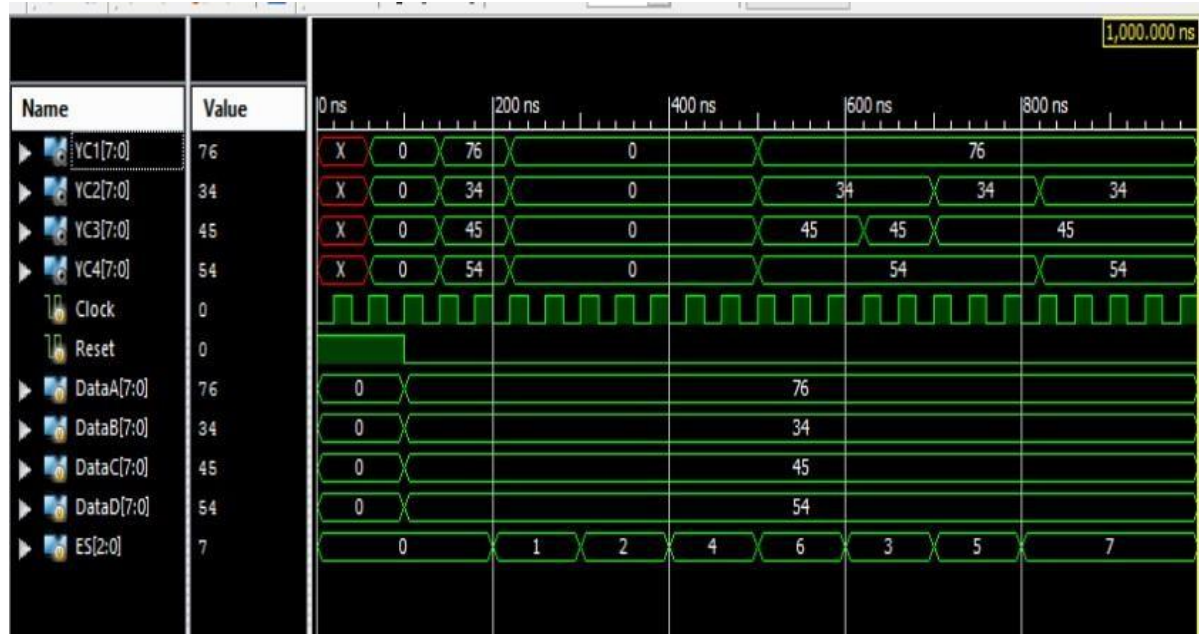 1,000.000 ns
Name Value 0 ns 200 ns 400 ns 600 ns 800 ns
YC1[7:0] 76 X 0 76 0 76
YC2[7:0] 34 X 0 34 0 34 34 34
YC3[7:0] 45 X 0 45 0 45 45 45
YC4[7:0] 54 X 0 54 0 54 54
Clock 0
Reset 0
DataA[7:0] 76 0 76
DataB[7:0] 34 0 34
DataC[7:0] 45 0 45
DataD[7:0] 54 0 54
ES[2:0] 7 0 1 2 4 6 3 5 7